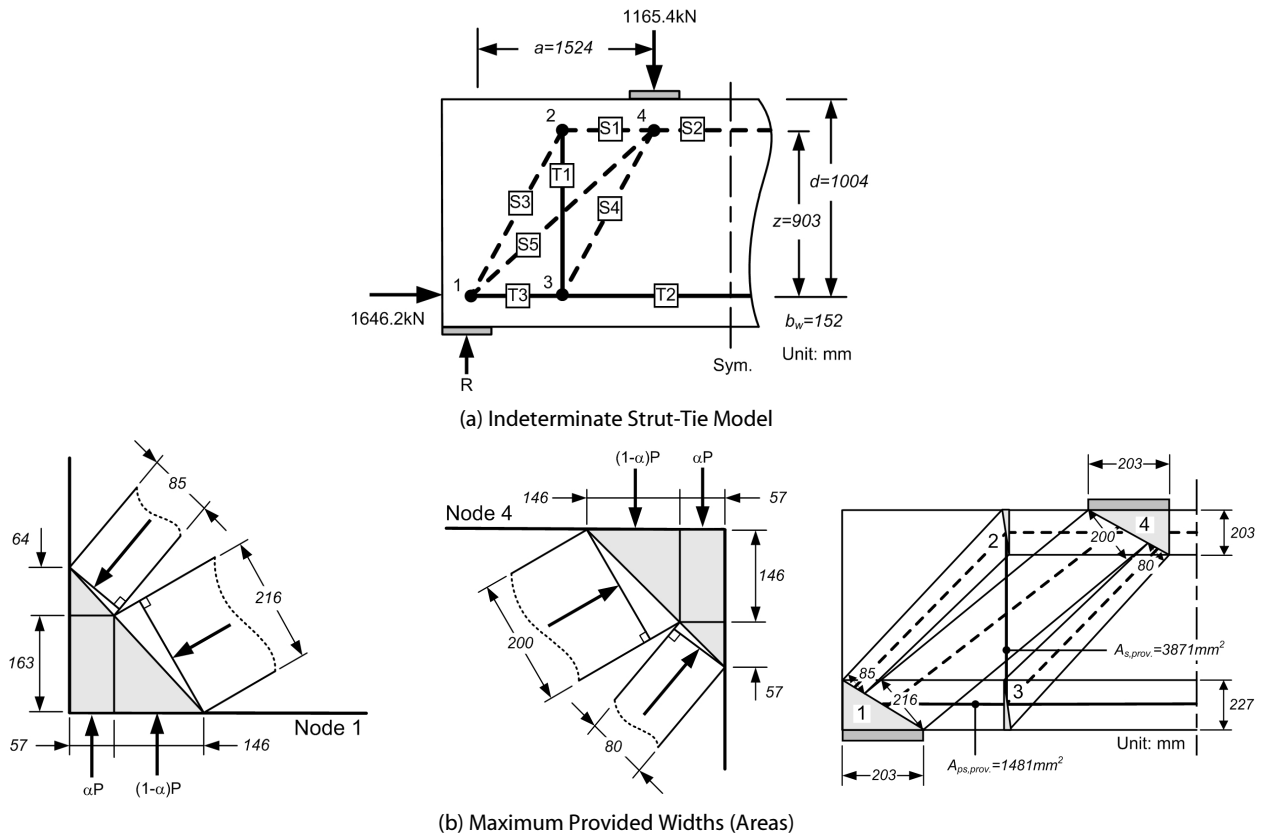 1165.4kN
a=1524
2
4
S1
S2
T1
d=1004
S3
S4
z=903
S5
1
3
T3
T2
1646.2kN
b_w=152
Unit: mm
Sym.
R
(a) Indeterminate Strut-Tie Model
85
64
216
163
Node 1
57
146
αP
(1-α)P
(1-α)P
αP
146
57
Node 4
146
200
57
80
203
4
200
203
2
80
A_s,prov.=3871mm²
85
3
216
227
1
Unit: mm
A_ps,prov.=1481mm²
203
(b) Maximum Provided Widths (Areas)